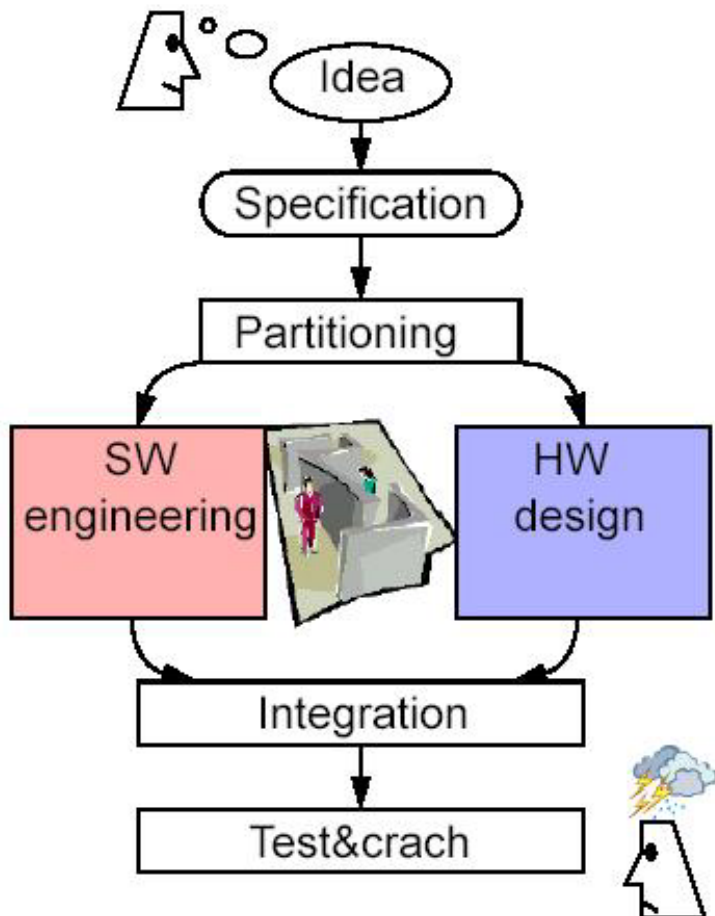 Idea
Specification
Partitioning
SW
engineering
HW
design
Integration
Test&crach